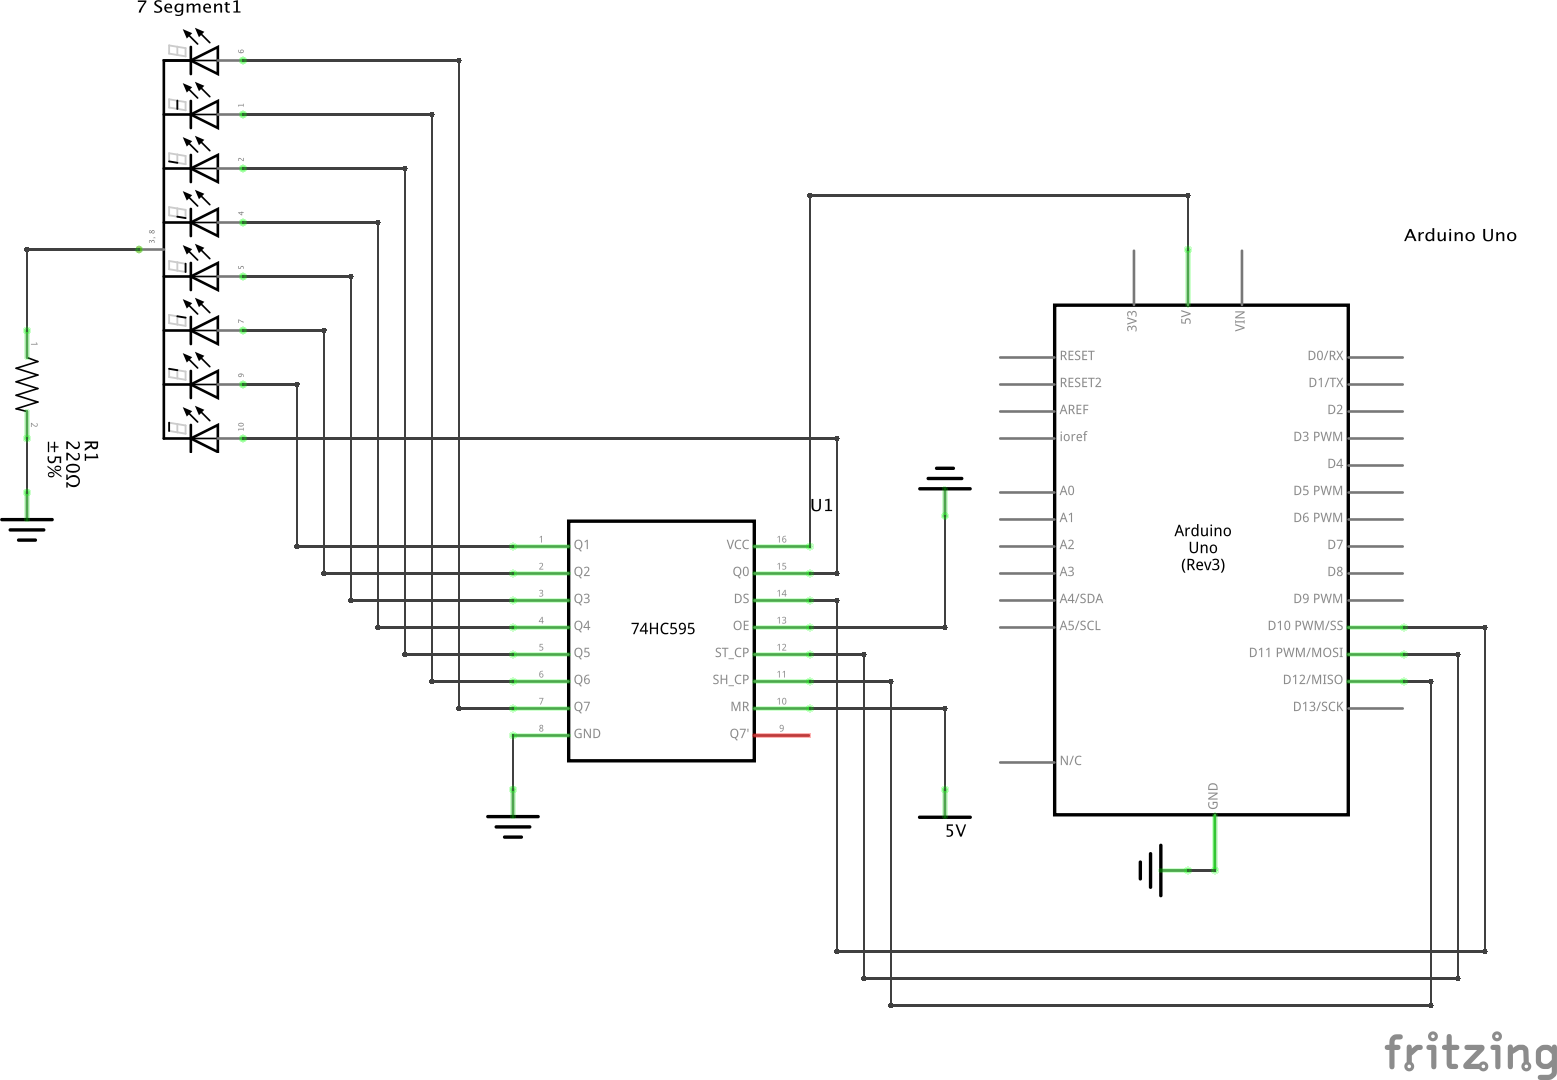 7 Segment1
6
1
2
4
5
7
9
10
3, 8
1
2
R1
220Ω
±5%
U1
74HC595
1 Q1
2 Q2
3 Q3
4 Q4
5 Q5
6 Q6
7 Q7
8 GND
VCC 16
Q0 15
DS 14
OE 13
ST_CP 12
SH_CP 11
MR 10
Q7' 9
5V
Arduino Uno
3V3
5V
VIN
RESET
RESET2
AREF
ioref
A0
A1
A2
A3
A4/SDA
A5/SCL
N/C
Arduino
Uno
(Rev3)
D0/RX
D1/TX
D2
D3 PWM
D4
D5 PWM
D6 PWM
D7
D8
D9 PWM
D10 PWM/SS
D11 PWM/MOSI
D12/MISO
D13/SCK
GND
fritzing